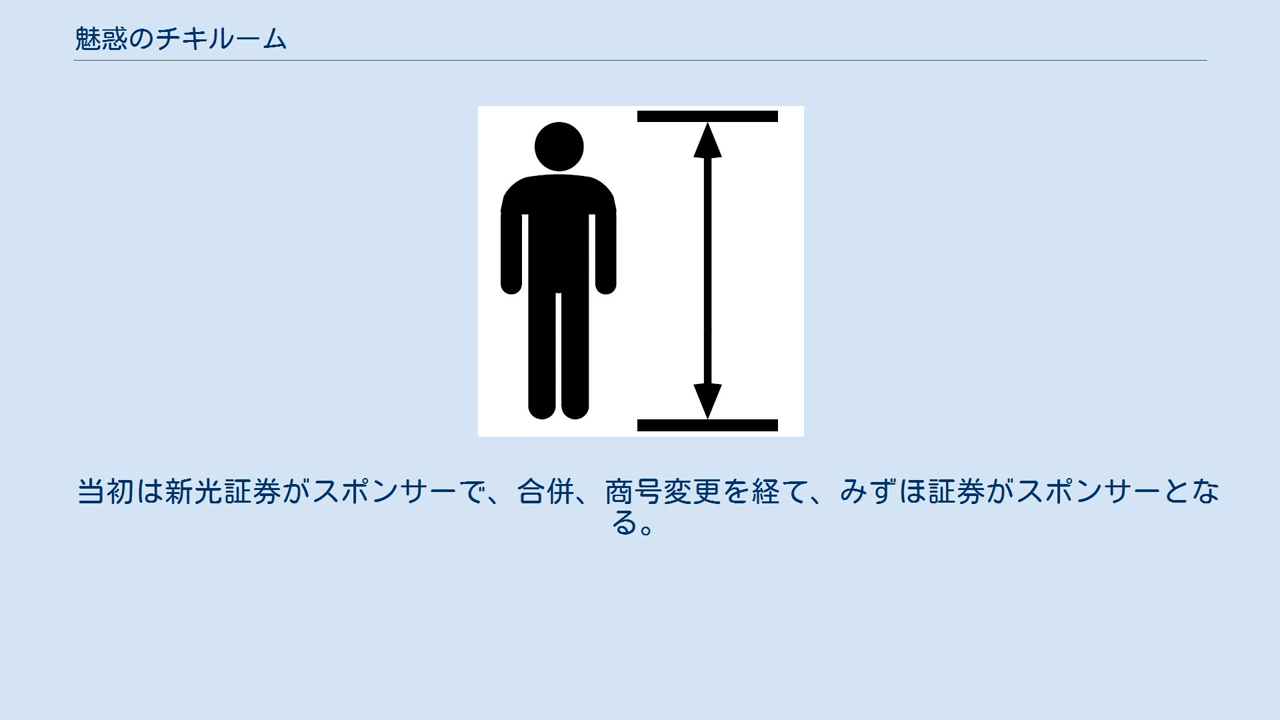 魅惑のチキルーム
当初は新光証券がスポンサーで、合併、商号変更を経て、みずほ証券がスポンサーとな
る。